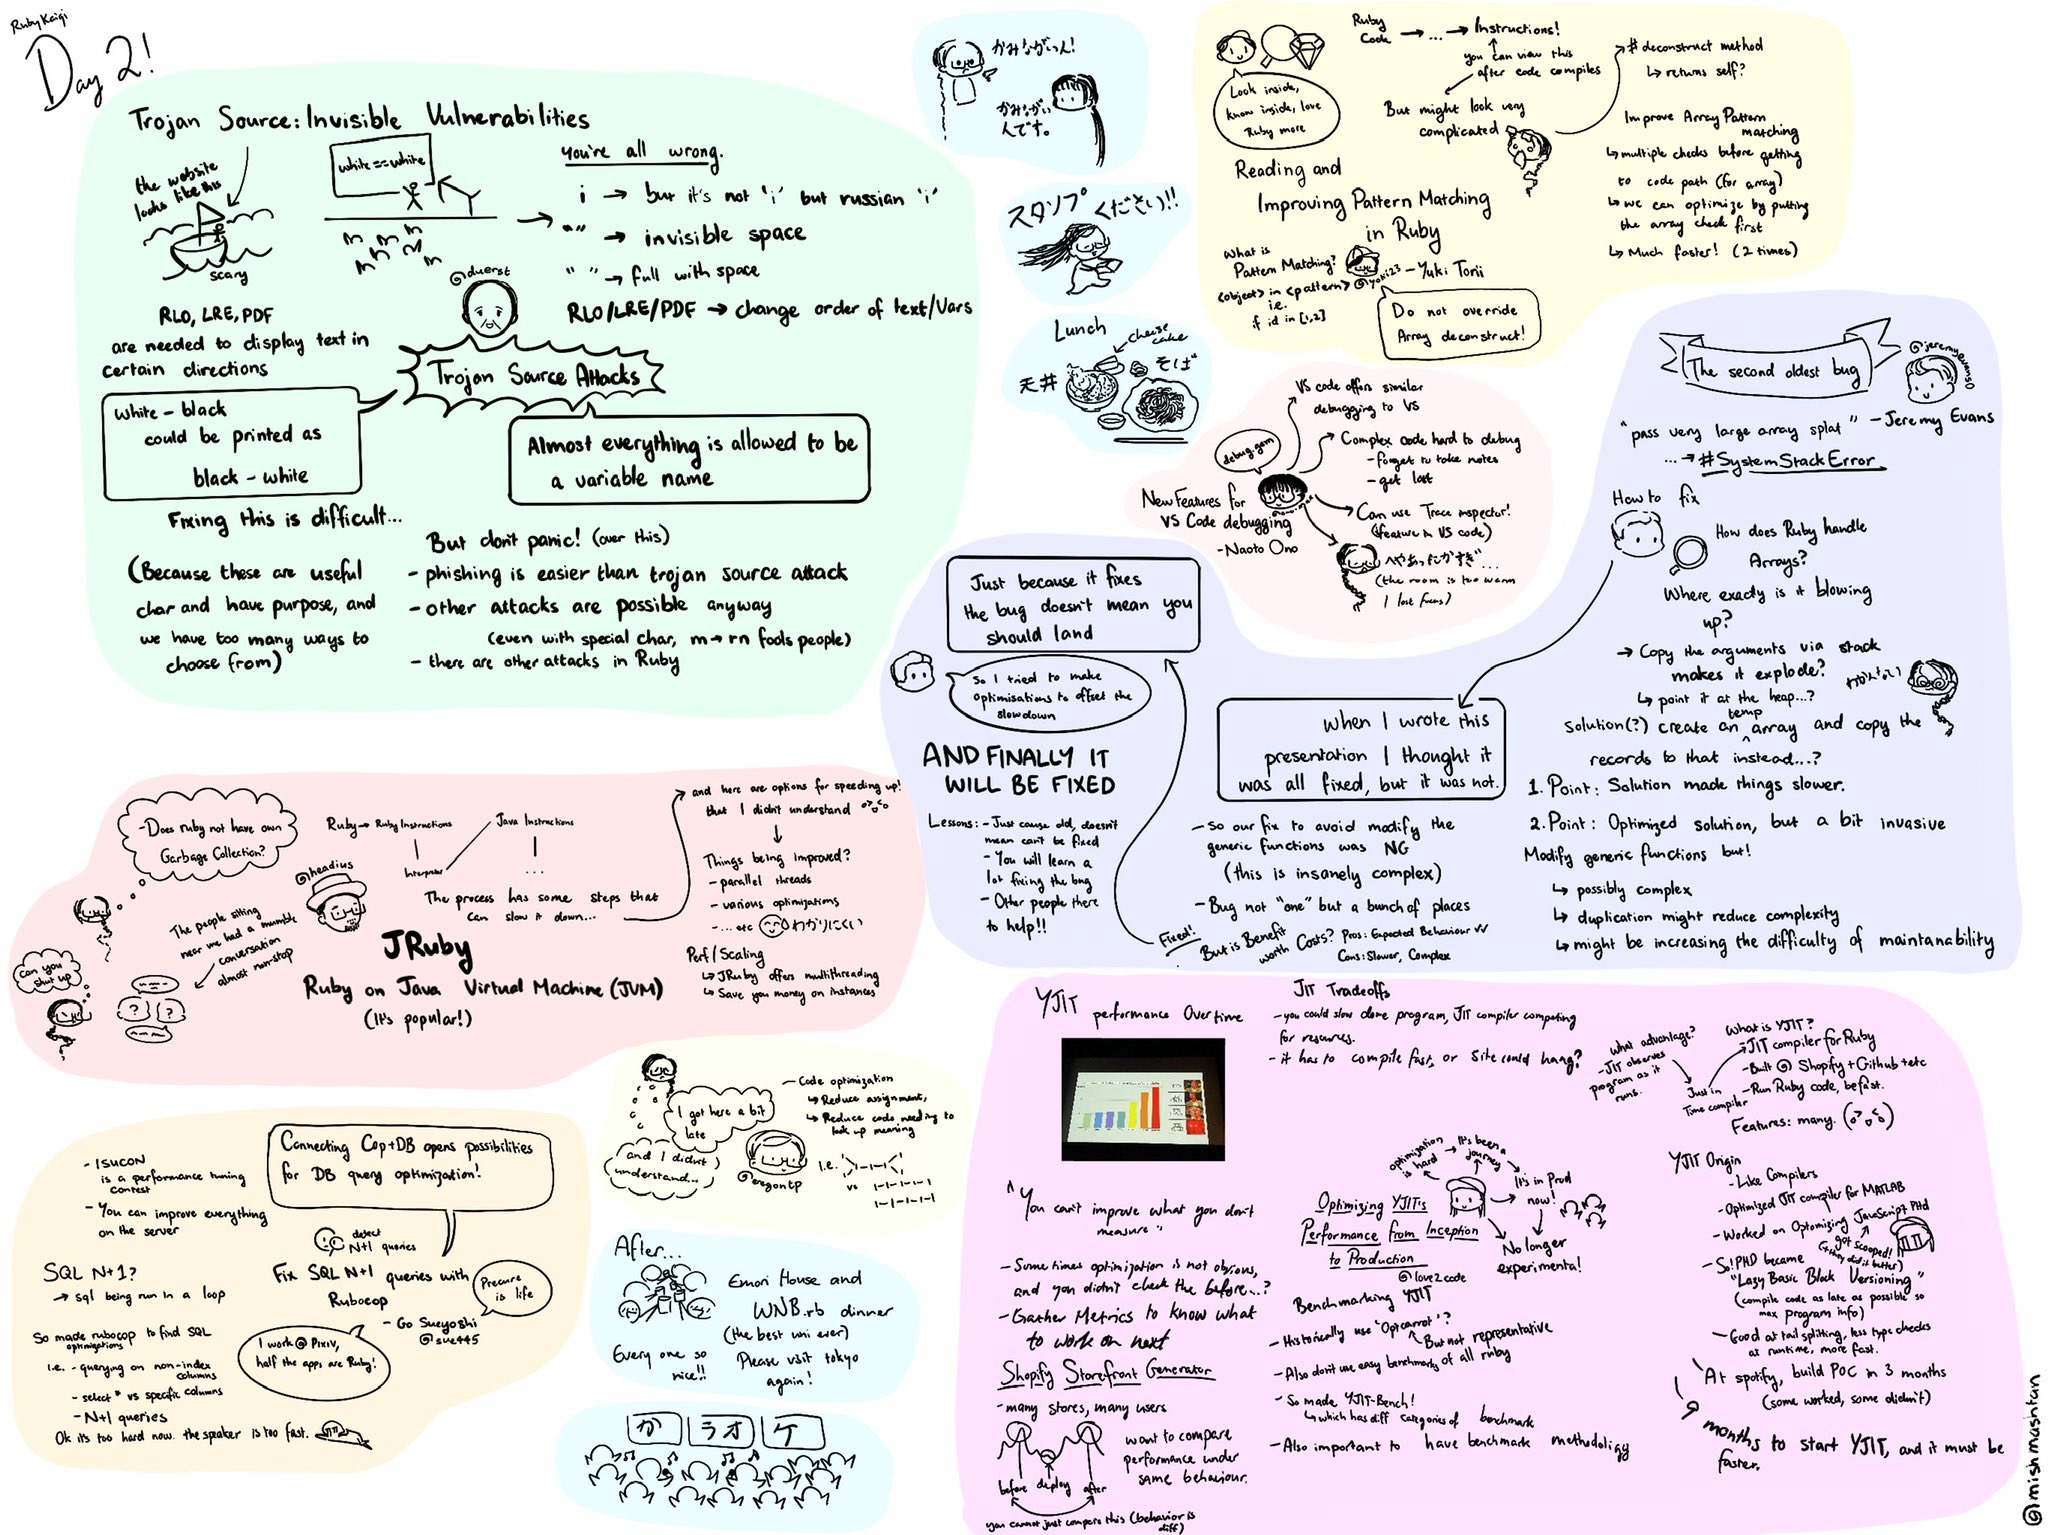 RubyKaigi
Day 2!
Trojan Source: Invisible Vulnerabilities
the website
looks like this
scary
white == white
you're all wrong.
i → but it's not 'i' but russian 'i'
"" → invisible space
" " → full width space
RLO/LRE/PDF → change order of text/Vars
@duerst
RLO, LRE, PDF
are needed to display text in
certain directions
Trojan Source Attacks
white - black
could be printed as
black - white
Almost everything is allowed to be
a variable name
Fixing this is difficult...
(Because these are useful
char and have purpose, and
we have too many ways to
choose from)
But don't panic! (over this)
- phishing is easier than trojan source attack
- other attacks are possible anyway
(even with special char, m → rn fools people)
- there are other attacks in Ruby
かみながいん!
かみながい
んです。
スタンプ ください!!
Lunch
cheese
cake
天丼
そば
Look inside,
know inside, love
Ruby more
Ruby
Code → ... → Instructions!
you can view this
after code compiles
But might look very
complicated
# deconstruct method
↳ returns self?
Improve Array Pattern
matching
↳ multiple checks before getting
to code path (for array)
↳ we can optimize by putting
the array check first
↳ Much faster! (2 times)
Reading and
Improving Pattern Matching
in Ruby
- Yuki Torii
What is
Pattern Matching?
<object> in <pattern>
i.e.
if id in [1,2]
Do not override
Array deconstruct!
VS code offers similar
debugging to VS
debug.gem
Complex code hard to debug
- forget to take notes
- get lost
New Features for
VS Code debugging
- Naoto Ono
Can use Trace inspector!
(feature in VS code)
へやあったかすぎ...
(the room is too warm
I lost focus)
The second oldest bug
@jeremyevans0
"pass very large array splat" - Jeremy Evans
... → #SystemStackError
How to fix
How does Ruby handle
Arrays?
Where exactly is it blowing
up?
→ Copy the arguments via stack
makes it explode?
↳ point it at the heap...?
わかんない
Solution(?) create an temp array and copy the
records to that instead...?
1. Point: Solution made things slower.
2. Point: Optimized solution, but a bit invasive
Modify generic functions but!
↳ possibly complex
↳ duplication might reduce complexity
↳ might be increasing the difficulty of maintanability
when I wrote this
presentation I thought it
was all fixed, but it was not.
- so our fix to avoid modify the
generic functions was NG
(this is insanely complex)
- Bug not "one" but a bunch of places
Fixed!
But is Benefit
worth Costs?
Pros: Expected Behaviour
Cons: Slower, Complex
Just because it fixes
the bug doesn't mean you
should land
So I tried to make
optimisations to offset the
slowdown
AND FINALLY IT
WILL BE FIXED
Lessons: - Just cause old, doesn't
mean can't be fixed
- You will learn a
lot fixing the bug
- Other people there
to help!!
- Does ruby not have own
Garbage Collection?
Ruby → Ruby Instructions
Java Instructions
Interpreter
...
@headius
The process has some steps that
can slow it down...
and here are options for speeding up!
that I didn't understand
Things being improved?
- parallel threads
- various optimizations
- ... etc わかりにくい
The people sitting
near me had a mumble
conversation
almost non-stop
can you
shut up
? ?
JRuby
Ruby on Java Virtual Machine (JVM)
(It's popular!)
Perf/Scaling
↳ JRuby offers multithreading
↳ Save you money on instances
I got here a bit
late
and I didn't
understand...
@eregontp
- Code optimization
↳ Reduce assignment,
↳ Reduce code needing to
look up meaning
i.e.
vs
- ISUCON
is a performance tuning
contest
- You can improve everything
on the server
Connecting Cop+DB opens possibilities
for DB query optimization!
detect
N+1 queries
SQL N+1?
→ sql being run in a loop
Fix SQL N+1 queries with
Rubocop
- Go Sueyoshi
@sue445
Precure
is life
I work @ Pixiv,
half the apps are Ruby!
So made rubocop to find SQL
optimizations
i.e. - querying on non-index
columns
- select * vs specific columns
- N+1 queries
Ok it's too hard now. the speaker is too fast.
After...
Emori House and
WNB.rb dinner
(the best uni ever)
Every one so
nice!!
Please visit tokyo
again!
カ ラオ ケ
YJIT performance Over time
JIT Tradeoffs
- you could slow done program, JIT compiler competing
for resources.
- it has to compile fast, or site could hang?
What advantage?
- JIT observes
program as it
runs.
Just in
Time compiler
What is YJIT?
JIT compiler for Ruby
- Built @ Shopify + Github + etc
- Run Ruby code, be fast.
Features: many.
"You can't improve what you don't
measure"
- Sometimes optimization is not obvious,
and you didn't check the before...?
- Gather Metrics to know what
to work on next
Shopify Storefront Generator
- many stores, many users
want to compare
performance under
same behaviour.
before deploy after
you cannot just compare this (behavior is
diff)
optimization
is hard
It's been a
journey
It's in Prod
now!
No longer
experimental!
Optimizing YJIT's
Performance from Inception
to Production
@love2code
Benchmarking YJIT
- Historically use 'Optcarrot'?
But not representative
- Also don't use easy benchmarks of all ruby
- So made YJIT-Bench!
↳ which has diff categories of benchmark
- Also important to have benchmark methodology
YJIT Origin
- Like Compilers
- Optimized JIT compiler for MATLAB
- Worked on Optomizing JavaScript PHd
got scooped!
(they did it better)
- So! PHD became
"Lazy Basic Block Versioning"
(compile code as late as possible so
max program info)
- Good at tail splitting, less type checks
at runtime, more fast.
At spotify, build POC in 3 months
(some worked, some didn't)
months to start YJIT, and it must be
faster.
@mishmashtan